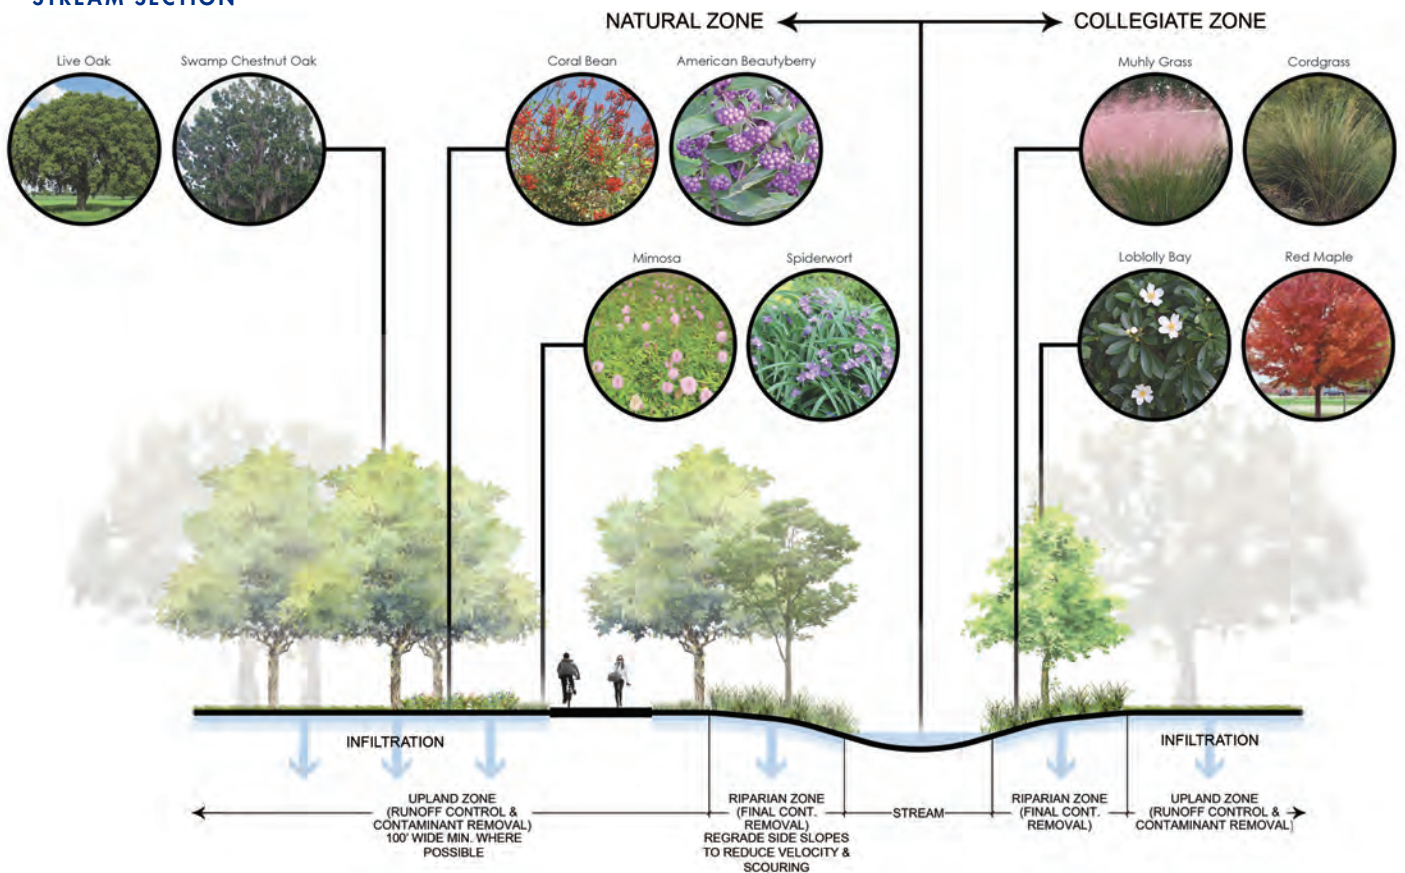 STREAM SECTION
NATURAL ZONE
COLLEGIATE ZONE
Live Oak
Swamp Chestnut Oak
Coral Bean
American Beautyberry
Muhly Grass
Cordgrass
Mimosa
Spiderwort
Loblolly Bay
Red Maple
INFILTRATION
INFILTRATION
UPLAND ZONE
(RUNOFF CONTROL &
CONTAMINANT REMOVAL)
100' WIDE MIN. WHERE
POSSIBLE
RIPARIAN ZONE
(FINAL CONT.
REMOVAL)
REGRADE SIDE SLOPES
TO REDUCE VELOCITY &
SCOURING
STREAM
RIPARIAN ZONE
(FINAL CONT.
REMOVAL)
UPLAND ZONE
(RUNOFF CONTROL &
CONTAMINANT REMOVAL)